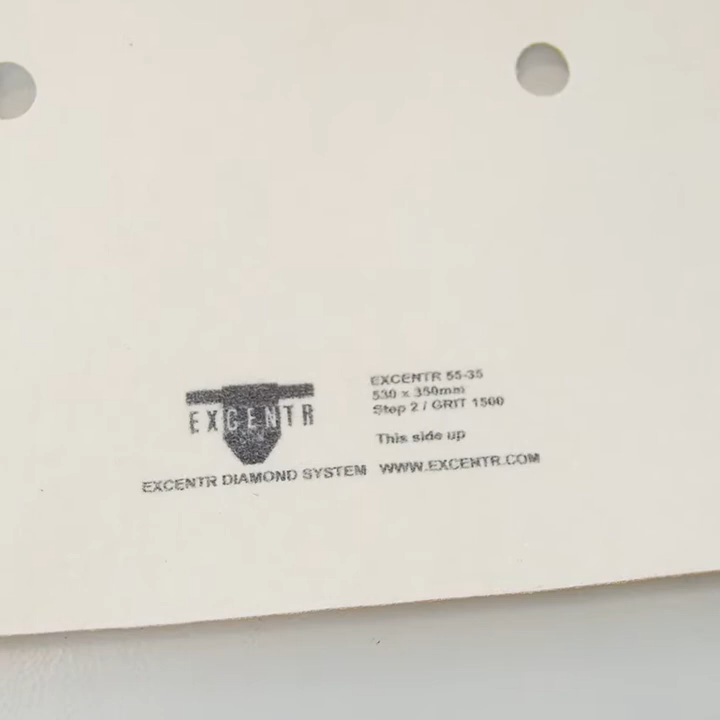 EXCENTR
EXCENTR DIAMOND SYSTEM
EXCENTR 55-35
530 x 350mm
Step 2 / GRIT 1500
This side up
WWW.EXCENTR.COM